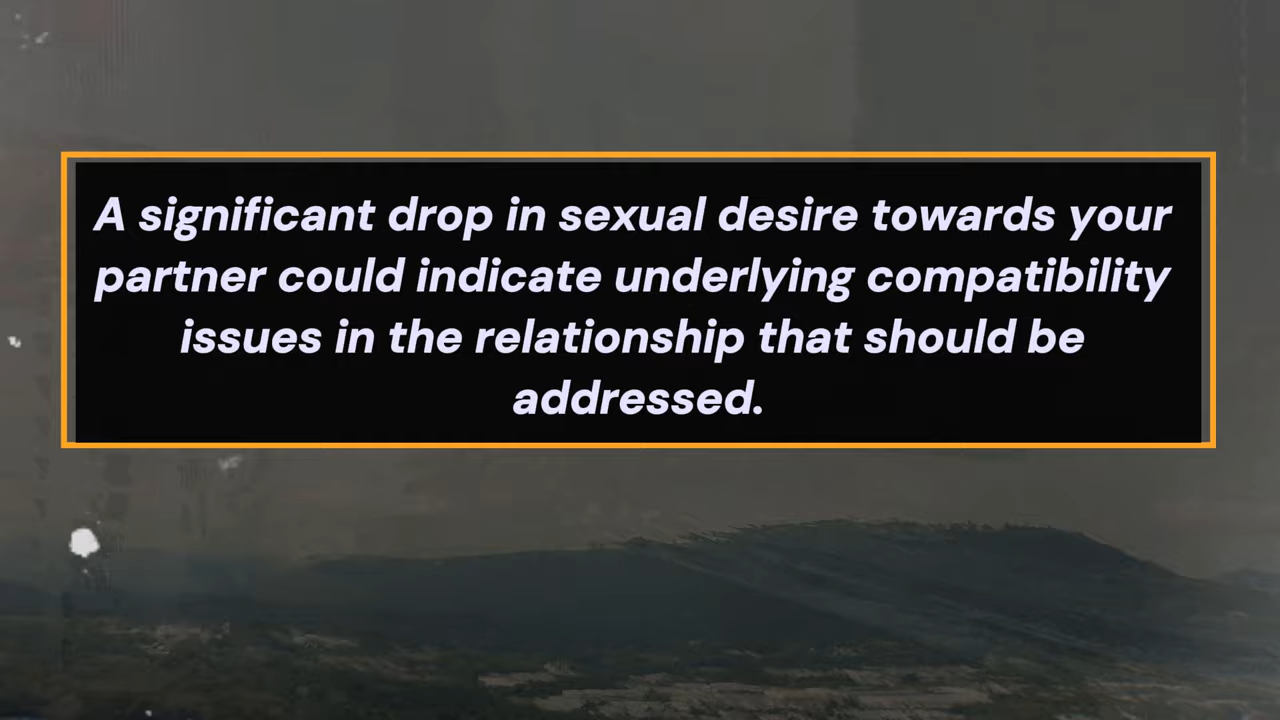 A significant drop in sexual desire towards your
partner could indicate underlying compatibility
issues in the relationship that should be
addressed.